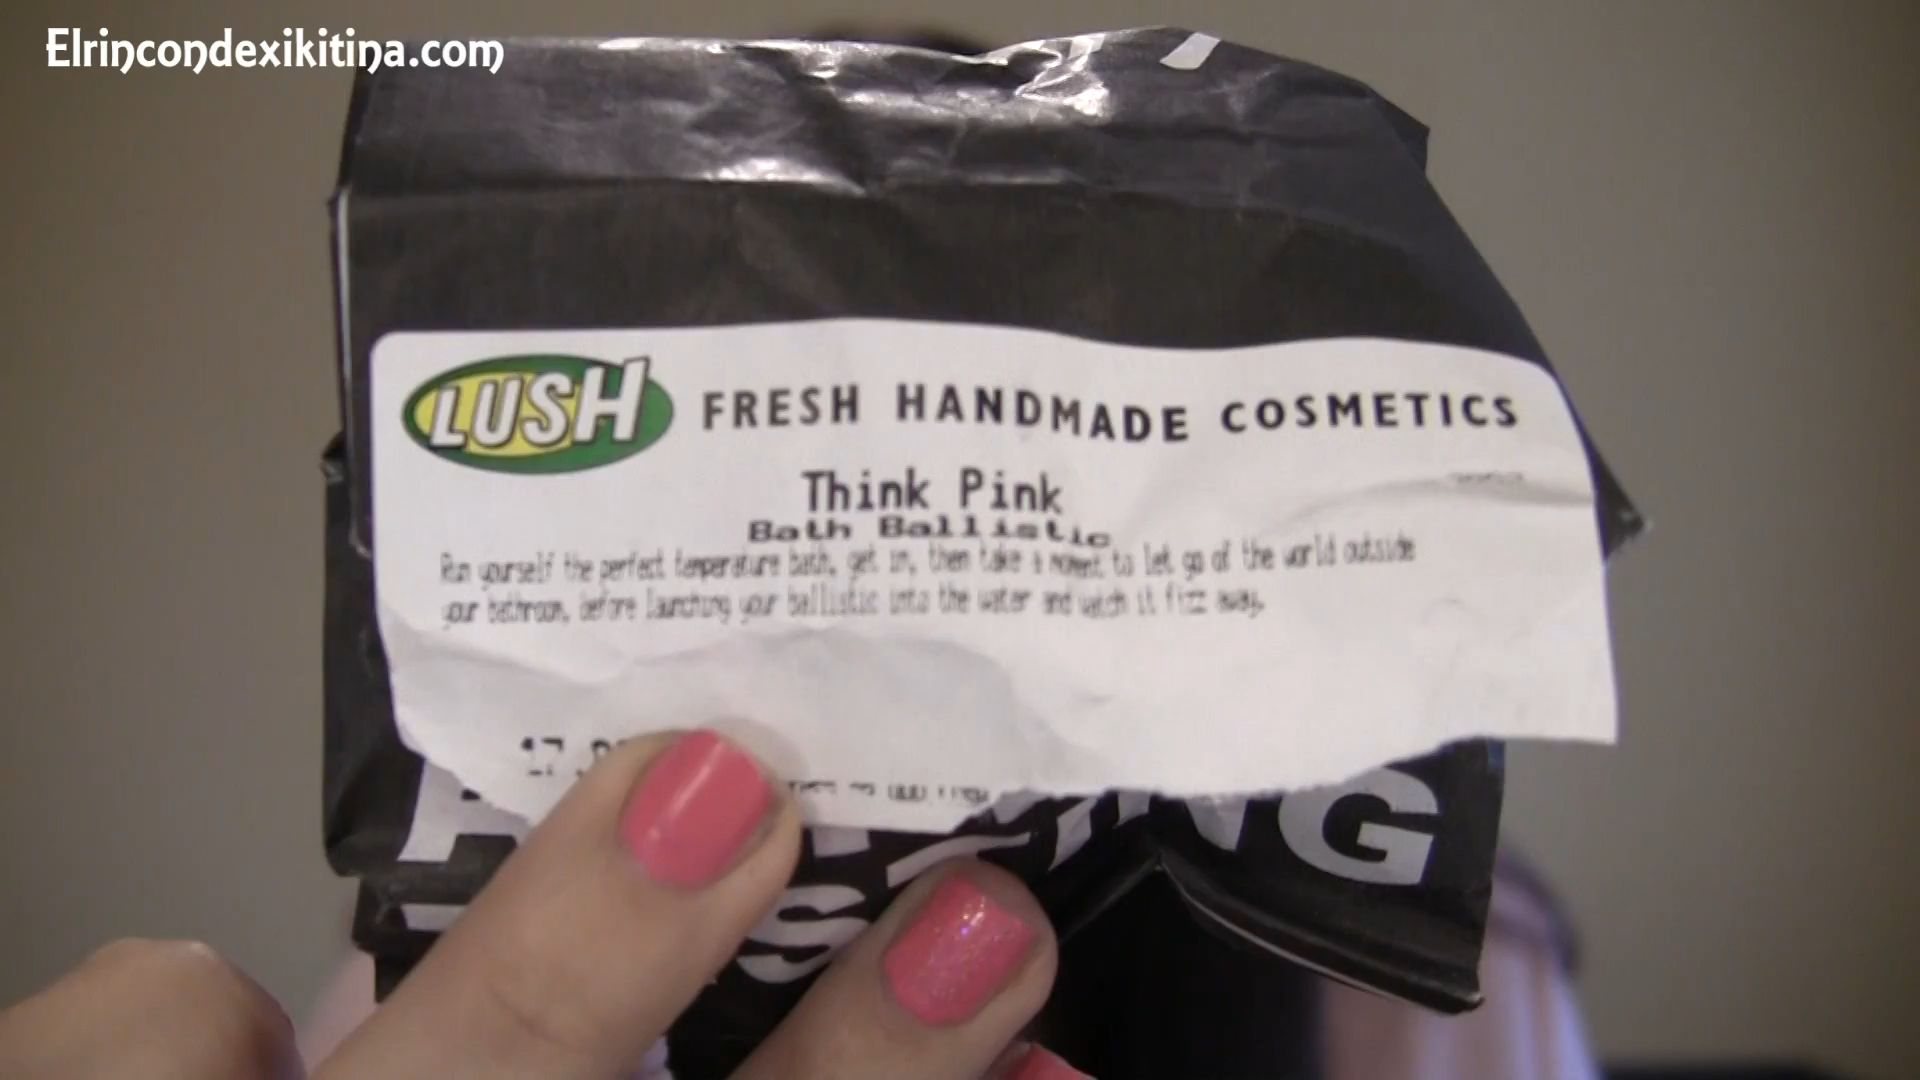 Elrincondexikitina.com
LUSH FRESH HANDMADE COSMETICS
Think Pink
Bath Ballistic
Run yourself the perfect temperature bath, get in, then take a moment to let go of the world outside
your bathroom, before launching your ballistic into the water and watch it fizz away.